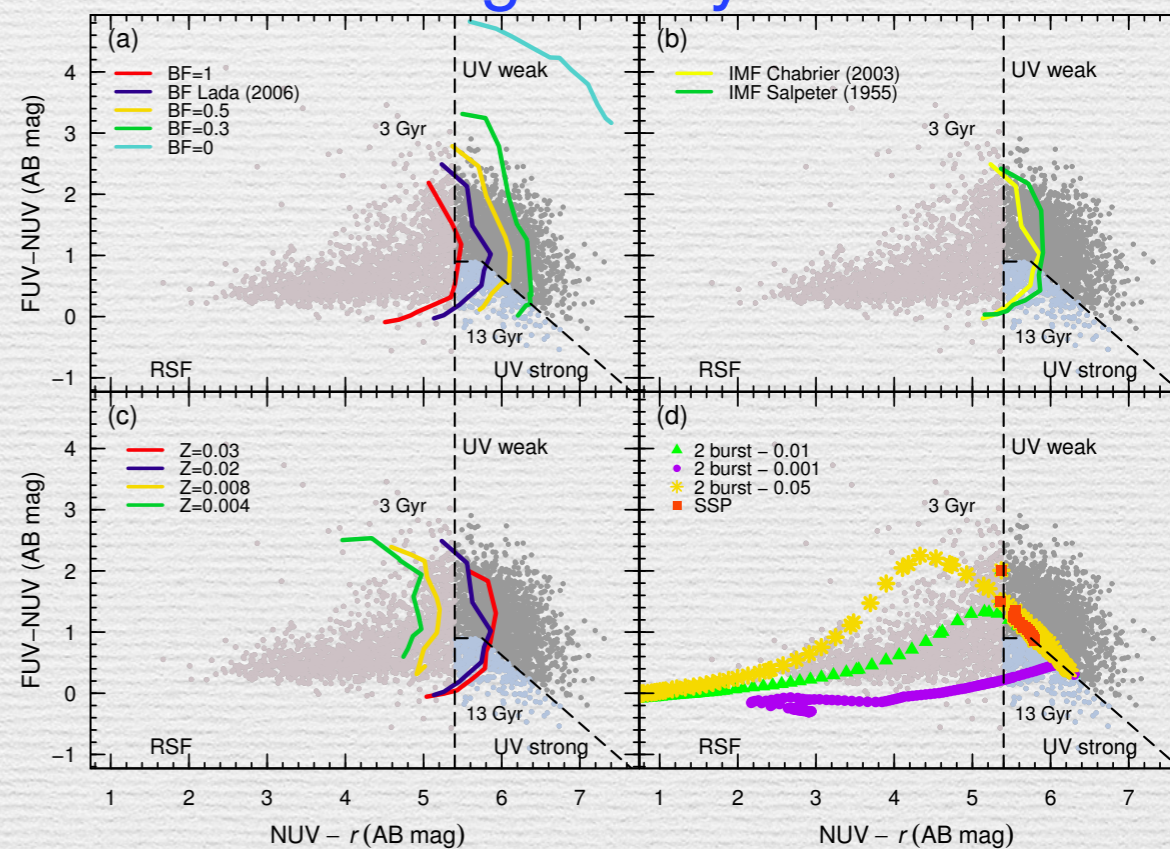 (a)
BF=1
BF Lada (2006)
BF=0.5
BF=0.3
BF=0
UV weak
3 Gyr
13 Gyr
RSF
UV strong
(b)
IMF Chabrier (2003)
IMF Salpeter (1955)
UV weak
3 Gyr
13 Gyr
RSF
UV strong
4
3
2
1
0
−1
FUV−NUV (AB mag)
(c)
Z=0.03
Z=0.02
Z=0.008
Z=0.004
UV weak
3 Gyr
13 Gyr
RSF
UV strong
(d)
2 burst − 0.01
2 burst − 0.001
2 burst − 0.05
SSP
UV weak
3 Gyr
13 Gyr
RSF
UV strong
4
3
2
1
0
−1
FUV−NUV (AB mag)
1 2 3 4 5 6 7
1 2 3 4 5 6 7
NUV − r (AB mag)
NUV − r (AB mag)